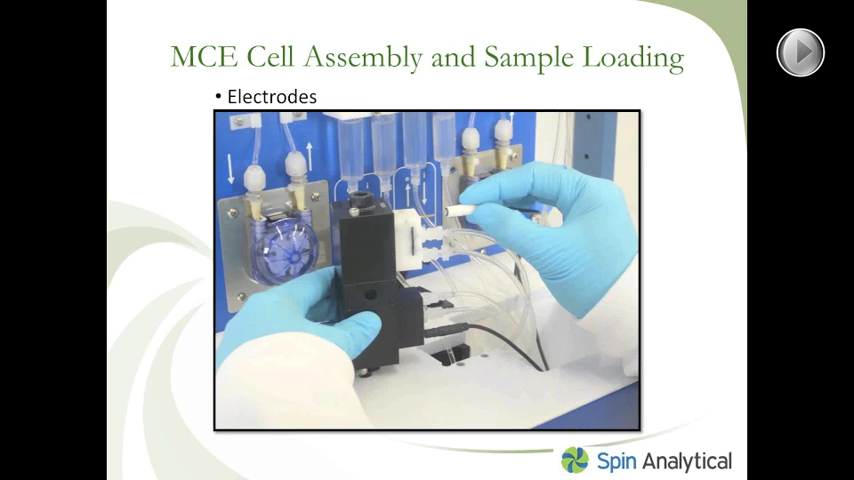 MCE Cell Assembly and Sample Loading
• Electrodes
Spin Analytical